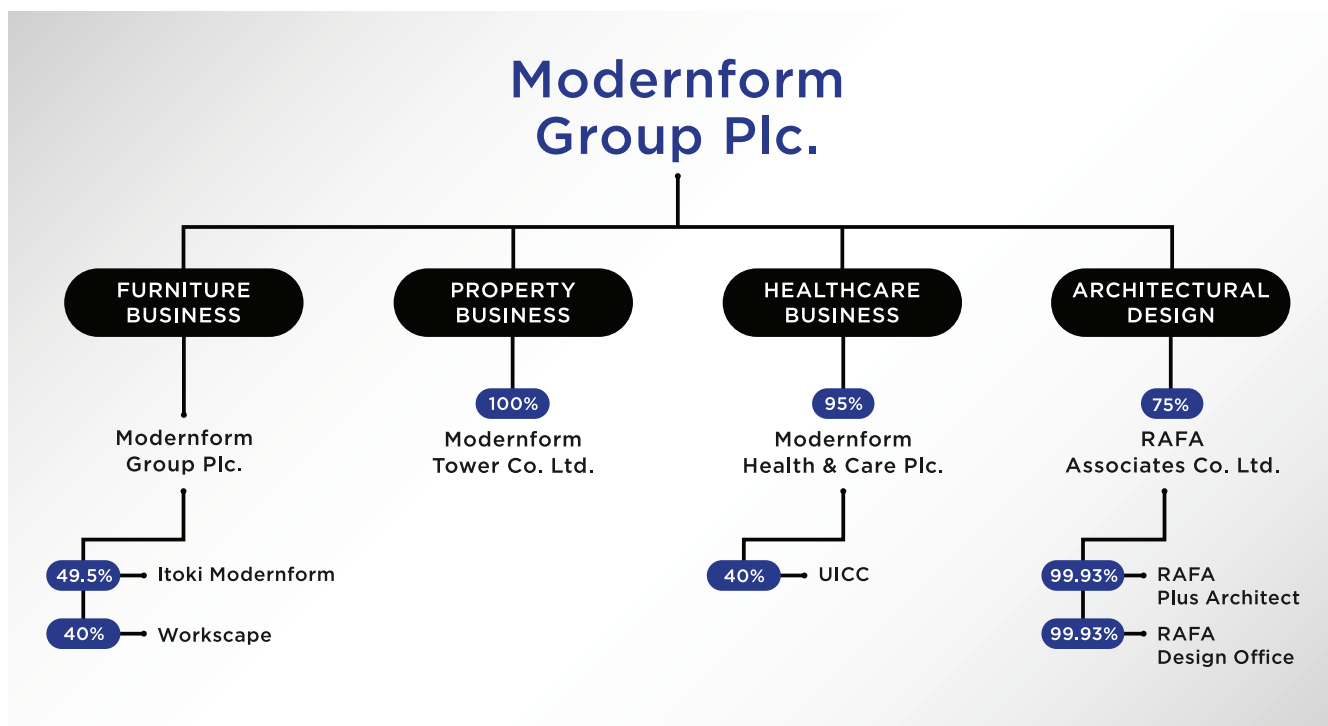 Modernform
Group Plc.
FURNITURE
BUSINESS
PROPERTY
BUSINESS
HEALTHCARE
BUSINESS
ARCHITECTURAL
DESIGN
100%
95%
75%
Modernform
Group Plc.
Modernform
Tower Co. Ltd.
Modernform
Health & Care Plc.
RAFA
Associates Co. Ltd.
49.5%
Itoki Modernform
40%
Workscape
40%
UICC
99.93%
RAFA
Plus Architect
99.93%
RAFA
Design Office